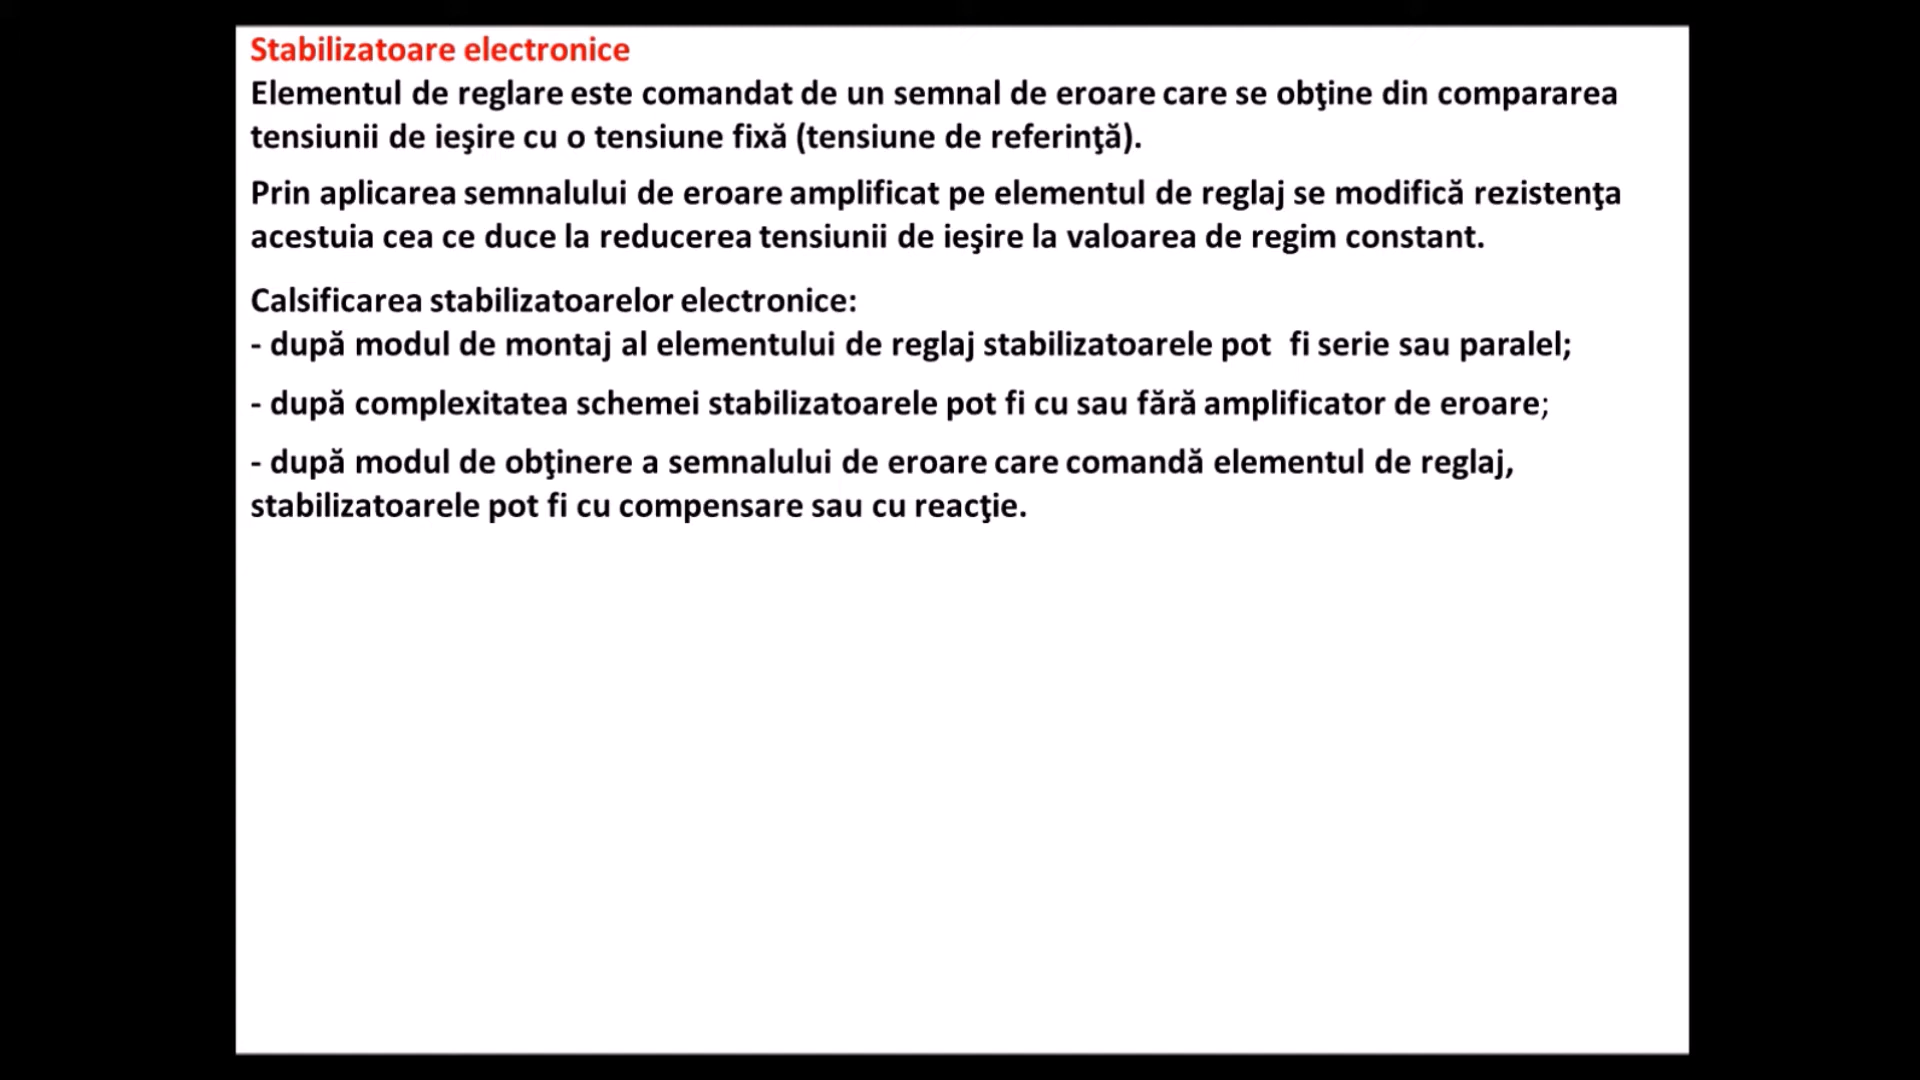 Stabilizatoare electronice
Elementul de reglare este comandat de un semnal de eroare care se obţine din compararea
tensiunii de ieşire cu o tensiune fixă (tensiune de referinţă).
Prin aplicarea semnalului de eroare amplificat pe elementul de reglaj se modifică rezistenţa
acestuia cea ce duce la reducerea tensiunii de ieşire la valoarea de regim constant.
Calsificarea stabilizatoarelor electronice:
- după modul de montaj al elementului de reglaj stabilizatoarele pot  fi serie sau paralel;
- după complexitatea schemei stabilizatoarele pot fi cu sau fără amplificator de eroare;
- după modul de obţinere a semnalului de eroare care comandă elementul de reglaj,
stabilizatoarele pot fi cu compensare sau cu reacţie.